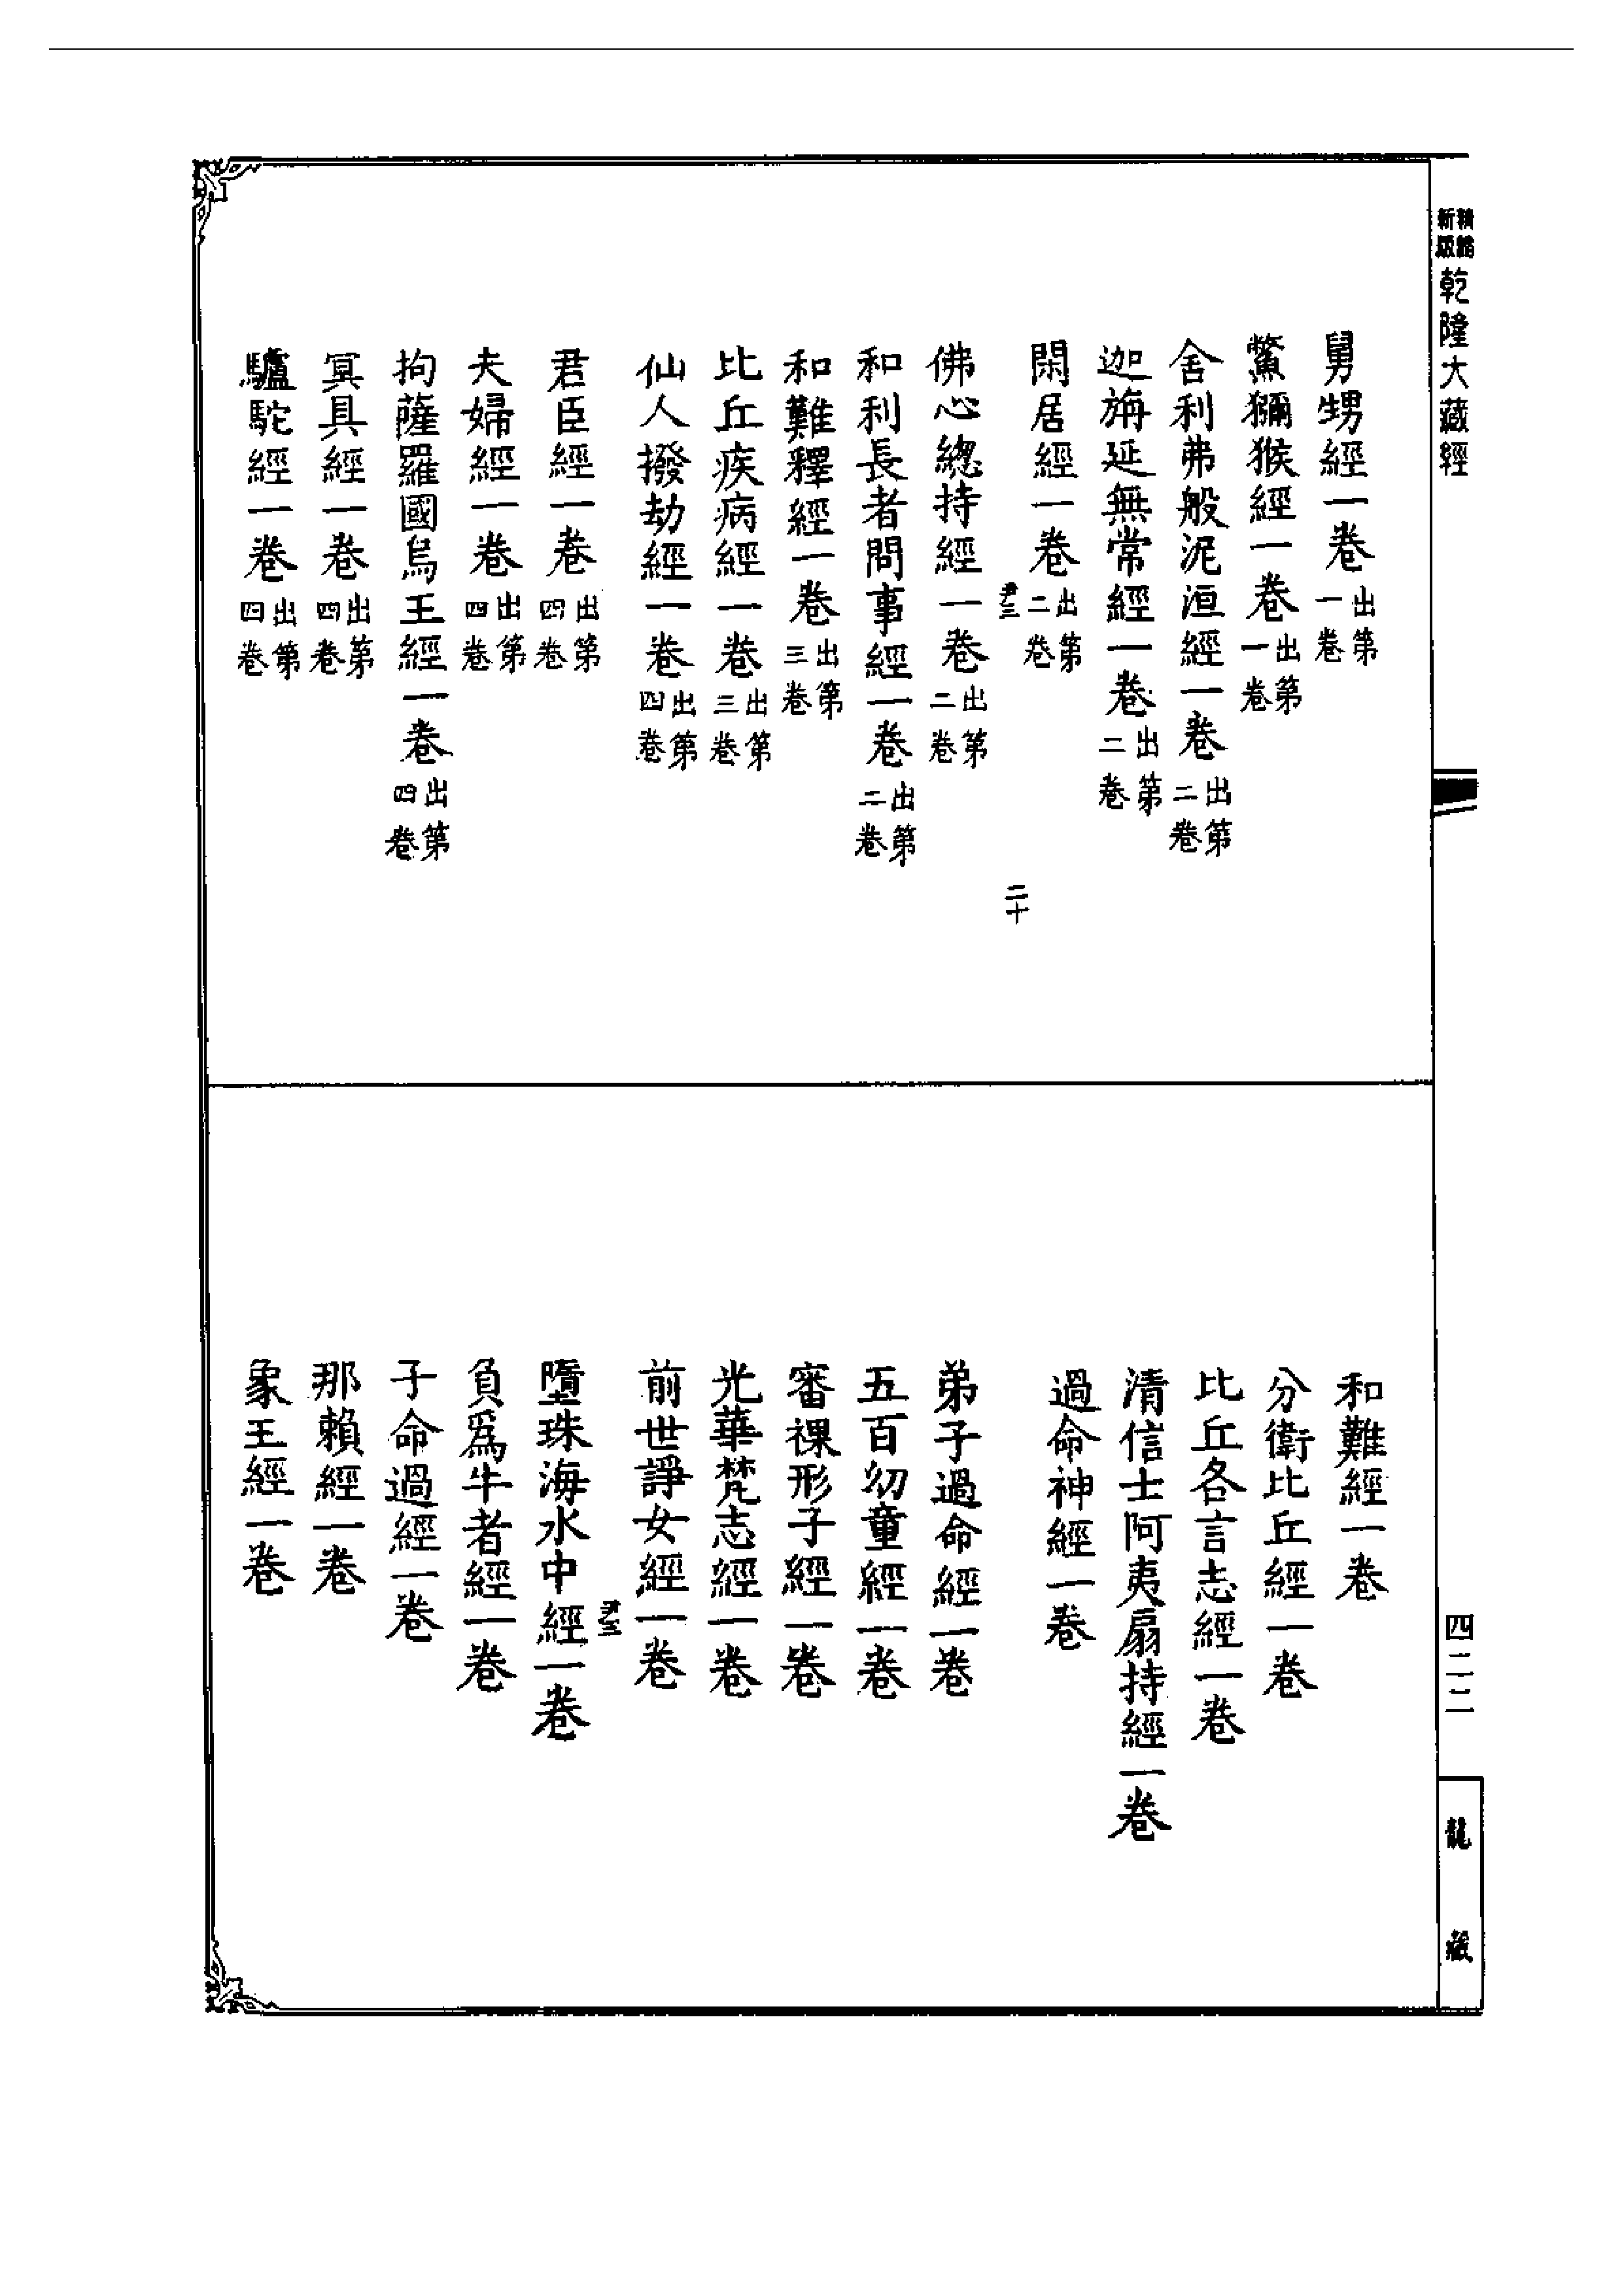 精縮
新版
乾隆大藏經
四二二
龍藏
舅甥經一卷出第一卷
鱉獼猴經一卷出第一卷
舍利弗般泥洹經一卷出第二卷
迦旃延無常經一卷出第二卷
閑居經一卷出第二卷
尹三
二十
佛心總持經一卷出第二卷
和利長者問事經一卷出第二卷
和難釋經一卷出第三卷
比丘疾病經一卷出第三卷
仙人撥劫經一卷出第四卷
君臣經一卷出第四卷
夫婦經一卷出第四卷
拘薩羅國烏王經一卷出第四卷
冥具經一卷出第四卷
驢駝經一卷出第四卷
和難經一卷
分衛比丘經一卷
比丘各言志經一卷
清信士阿夷扇持經一卷
過命神經一卷
弟子過命經一卷
五百幼童經一卷
審裸形子經一卷
光華梵志經一卷
前世諍女經一卷
尹三
墮珠海水中經一卷
負爲牛者經一卷
子命過經一卷
那賴經一卷
象王經一卷